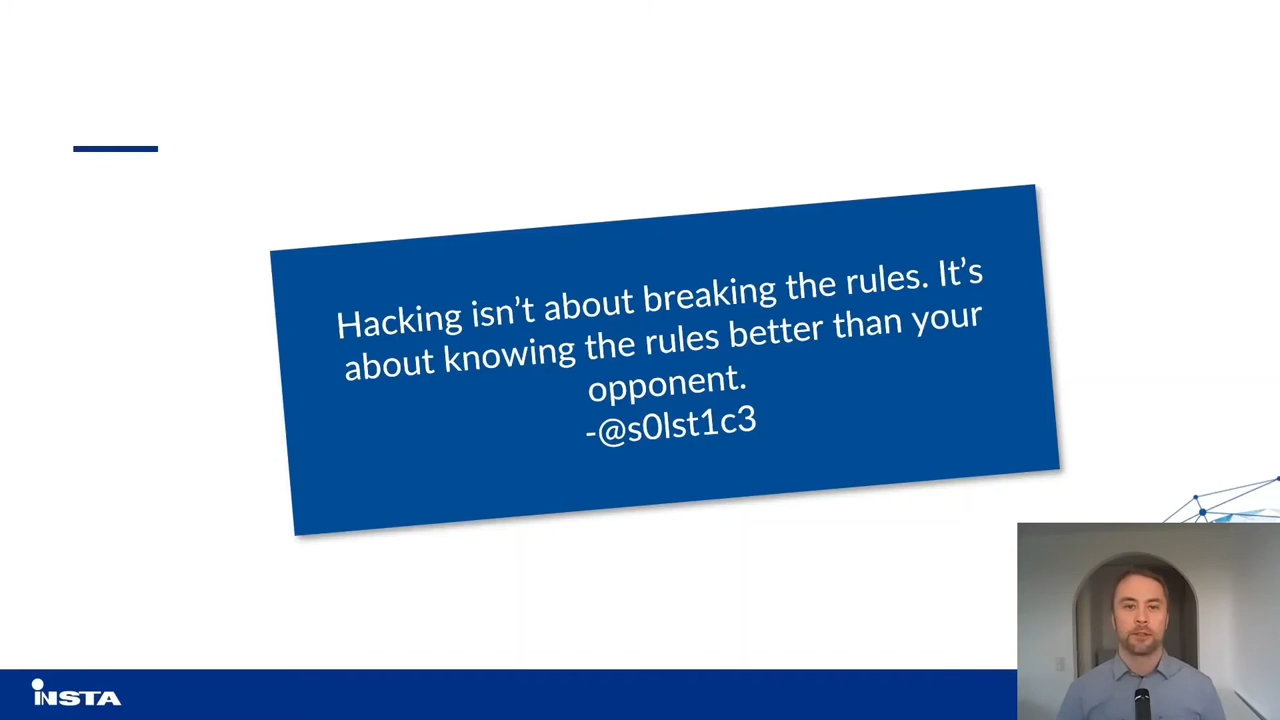 Hacking isn’t about breaking the rules. It’s
about knowing the rules better than your
opponent.
-@s0lst1c3
INSTA